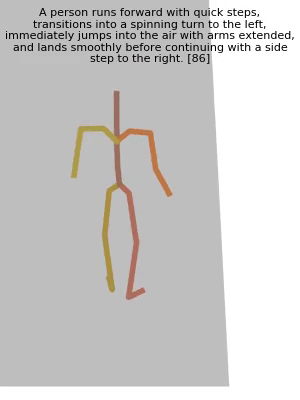 A person runs forward with quick steps,
transitions into a spinning turn to the left,
immediately jumps into the air with arms extended,
and lands smoothly before continuing with a side
step to the right. [86]